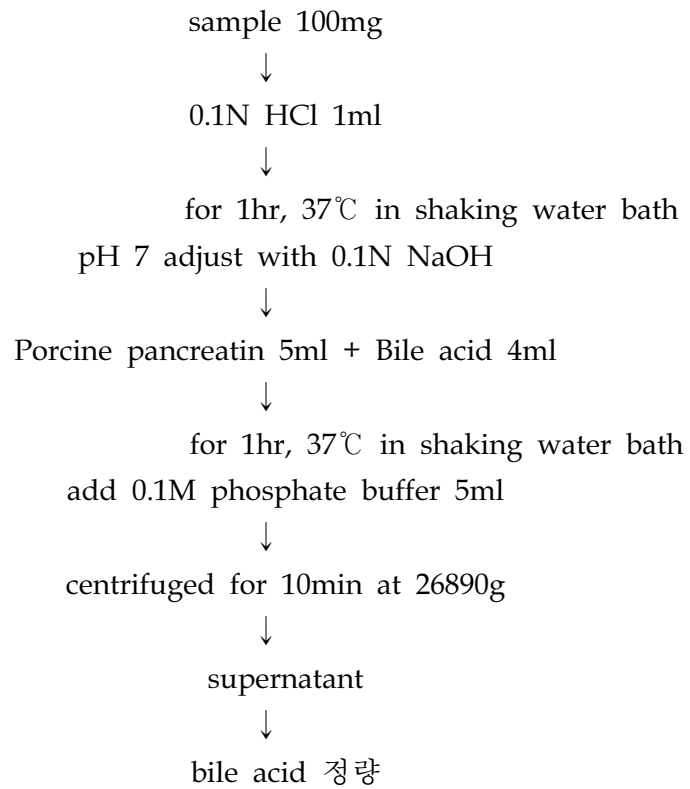 sample 100mg
↓
0.1N HCl 1ml
↓
for 1hr, 37℃ in shaking water bath
pH 7 adjust with 0.1N NaOH
↓
Porcine pancreatin 5ml + Bile acid 4ml
↓
for 1hr, 37℃ in shaking water bath
add 0.1M phosphate buffer 5ml
↓
centrifuged for 10min at 26890g
↓
supernatant
↓
bile acid 정량